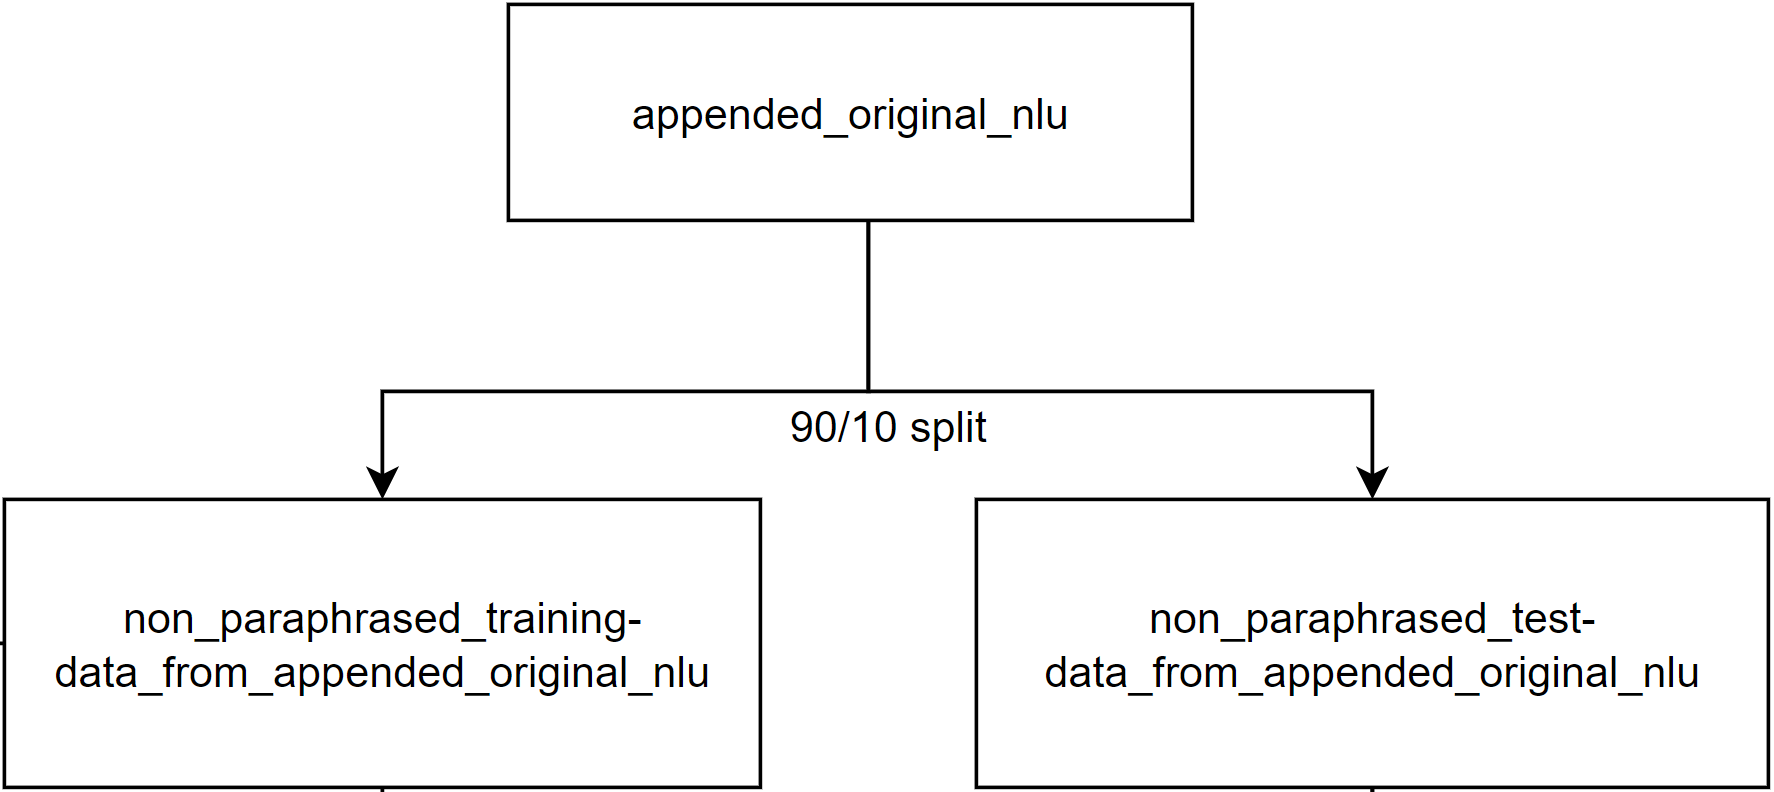 appended_original_nlu
90/10 split
non_paraphrased_training-
data_from_appended_original_nlu
non_paraphrased_test-
data_from_appended_original_nlu